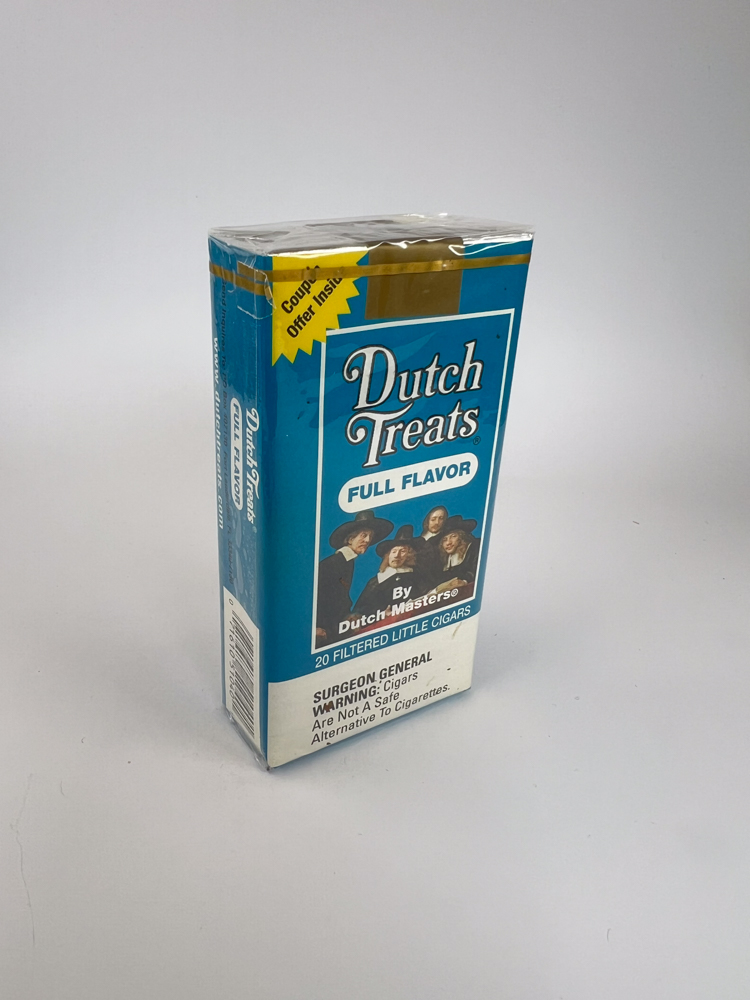 Coupon
Offer Inside
Dutch
Treats®
FULL FLAVOR
By
Dutch Masters®
20 FILTERED LITTLE CIGARS
SURGEON GENERAL
WARNING: Cigars
Are Not A Safe
Alternative To Cigarettes.
Dutch Treats®
FULL FLAVOR
www.dutchtreats.com